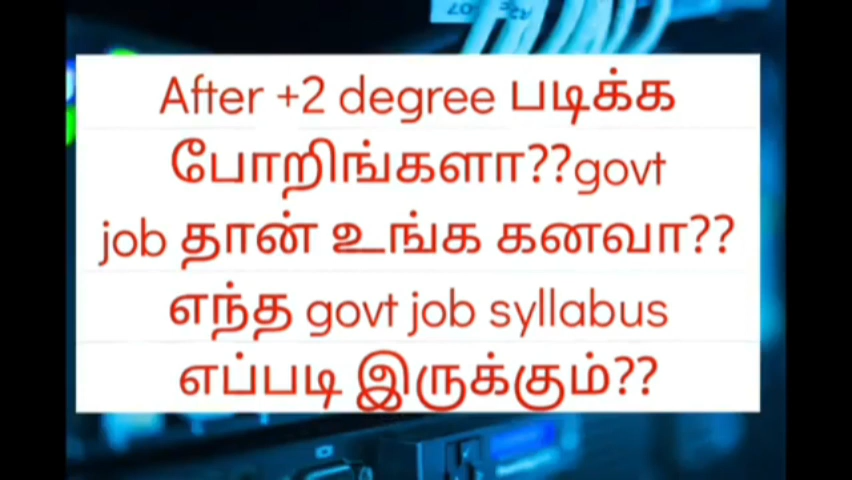 After +2 degree படிக்க
போறிங்களா??govt
job தான் உங்க கனவா??
எந்த govt job syllabus
எப்படி இருக்கும்??